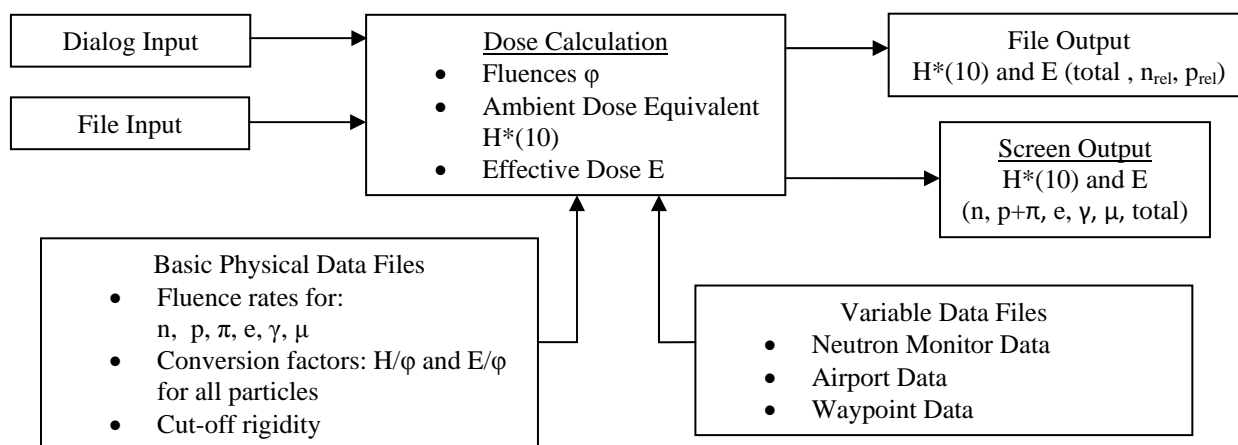 Dialog Input
File Input
Dose Calculation
• Fluences φ
• Ambient Dose Equivalent
H*(10)
• Effective Dose E
File Output
H*(10) and E (total , nrel, prel)
Screen Output
H*(10) and E
(n, p+π, e, γ, μ, total)
Basic Physical Data Files
• Fluence rates for:
n, p, π, e, γ, μ
• Conversion factors: H/φ and E/φ
for all particles
• Cut-off rigidity
Variable Data Files
• Neutron Monitor Data
• Airport Data
• Waypoint Data